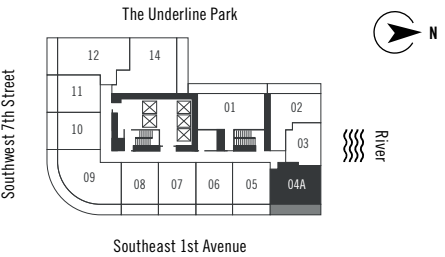 The Underline Park
N
12
14
11
01
02
10
03
Southwest 7th Street
River
09
08
07
06
05
04A
Southeast 1st Avenue